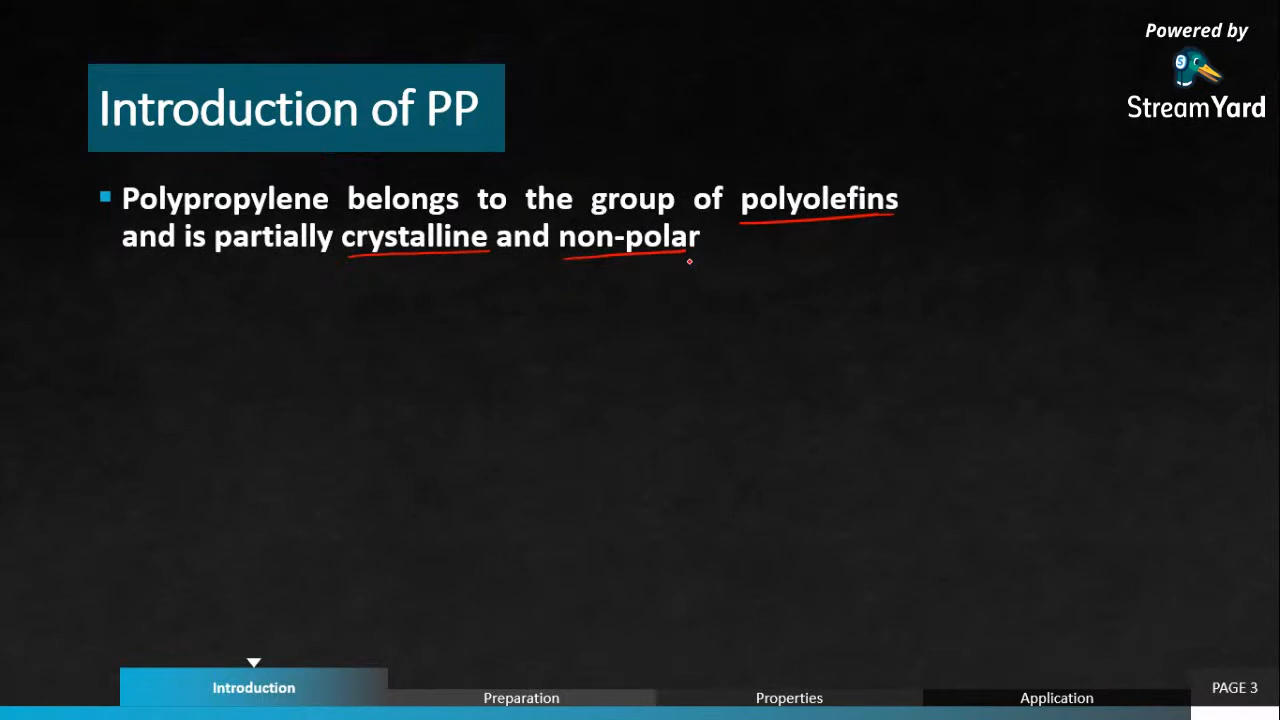 Powered by
StreamYard
Introduction of PP
Polypropylene belongs to the group of polyolefins
and is partially crystalline and non-polar
Introduction
Preparation
Properties
Application
PAGE 3